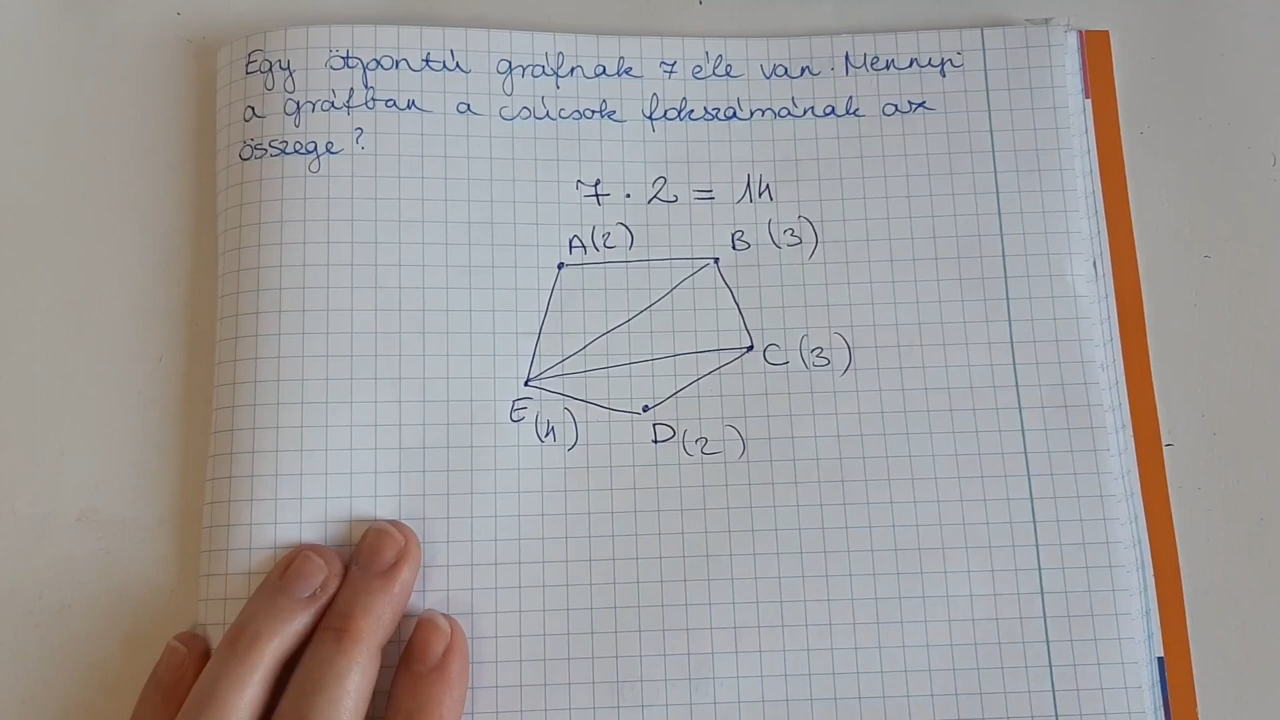 Egy ötpontú gráfnak 7 éle van. Mennyi
a gráfban a csúcsok fokszámának az
összege?
7 · 2 = 14
A(2) B (3)
C (3)
E(4) D(2)